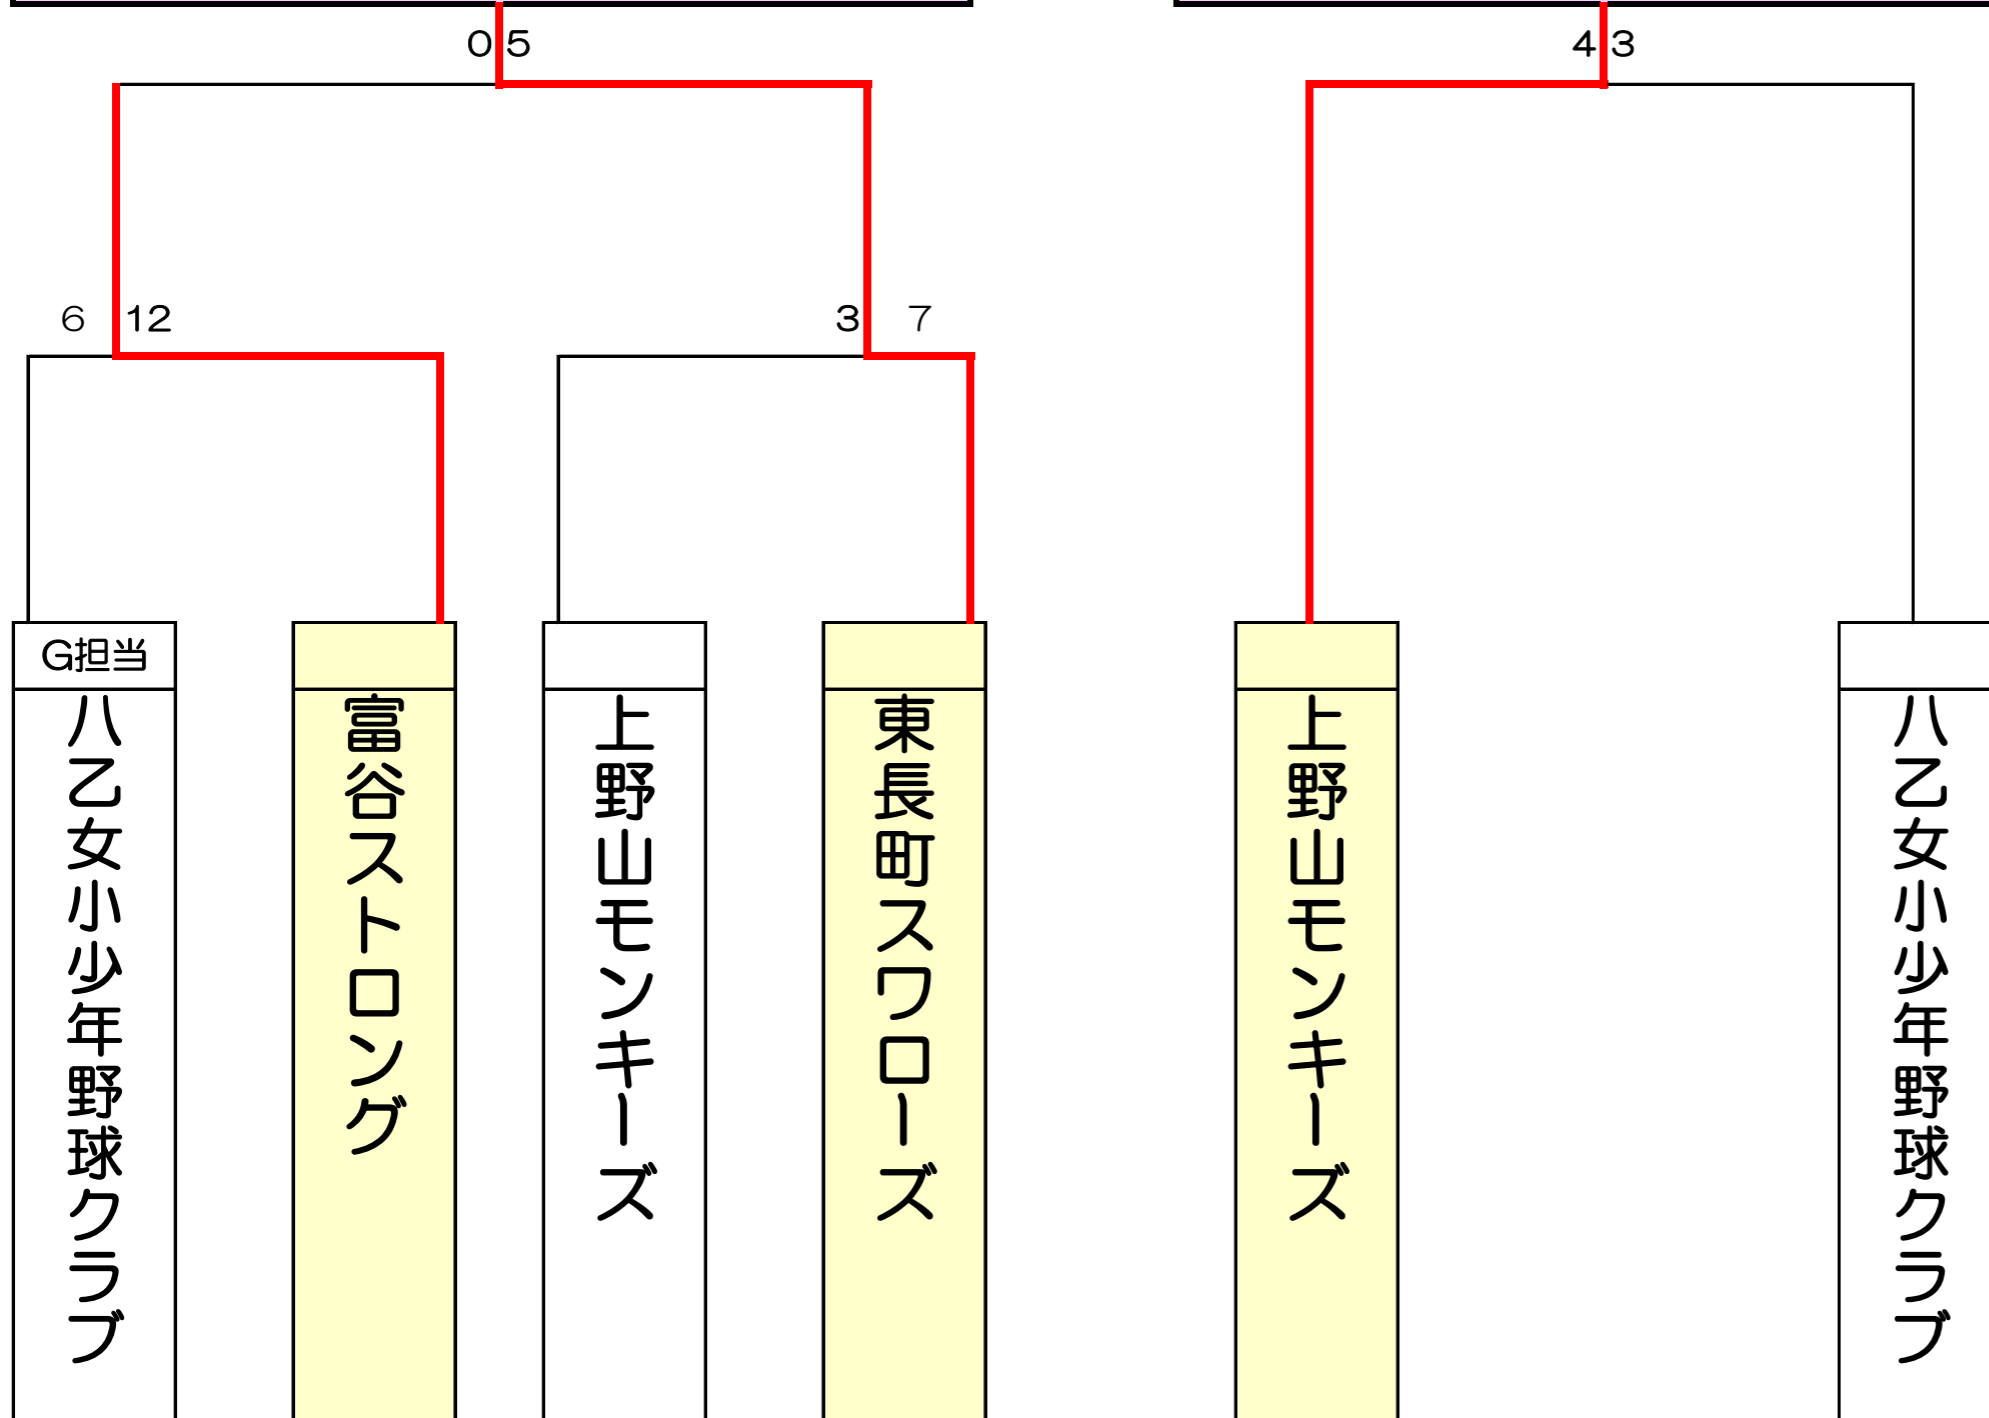 0 5
4 3
6 12
3 7
G担当
八乙女小少年野球クラブ
富谷ストロング
上野山モンキーズ
東長町スワローズ
上野山モンキーズ
八乙女小少年野球クラブ